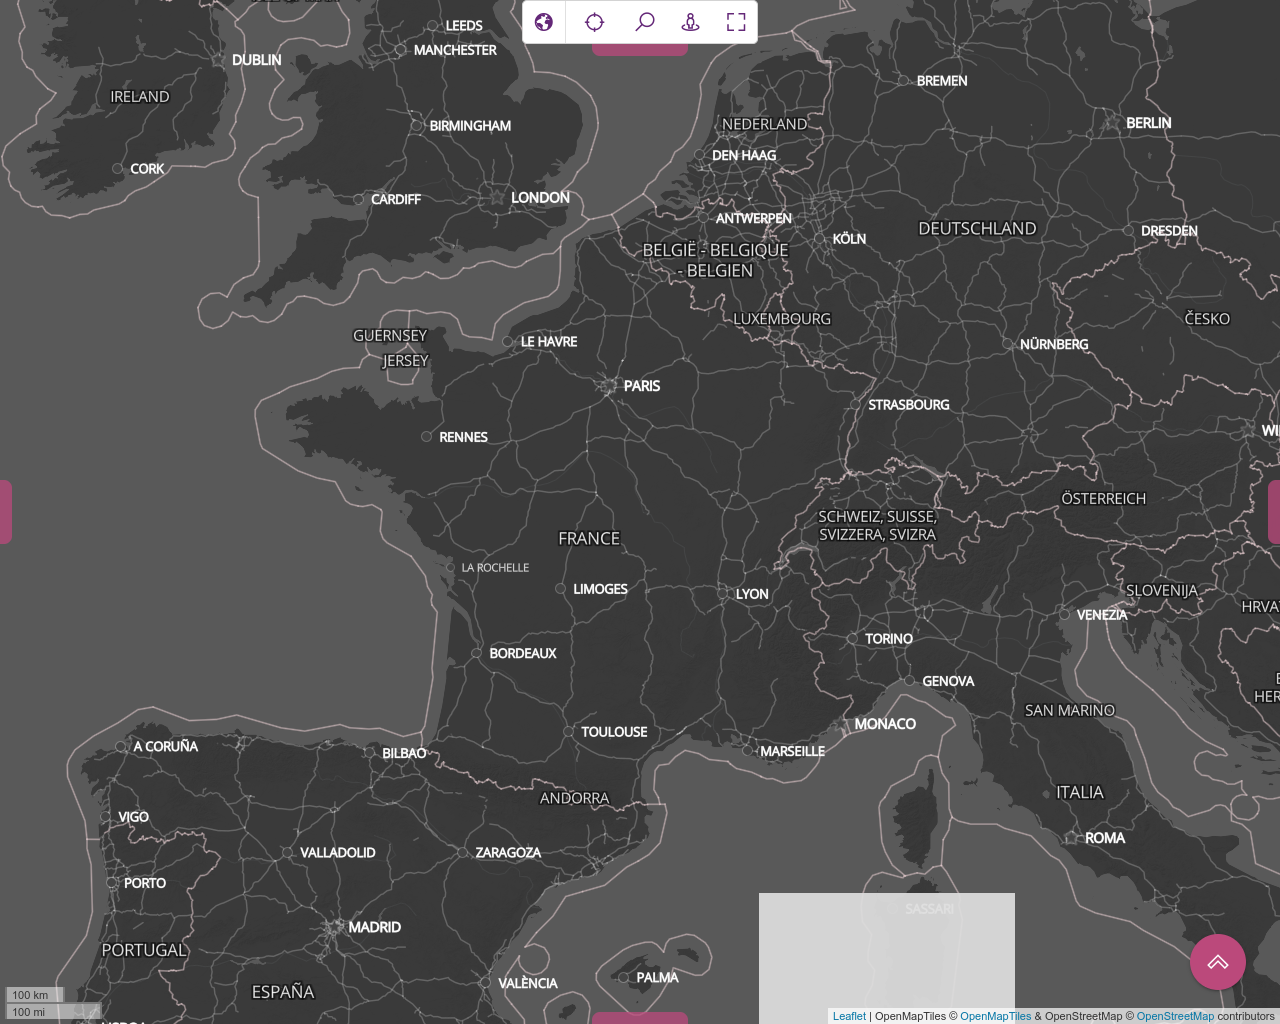 LEEDS
MANCHESTER
DUBLIN
BREMEN
IRELAND
NEDERLAND
BIRMINGHAM
BERLIN
DEN HAAG
CORK
CARDIFF
LONDON
ANTWERPEN
KÖLN
DEUTSCHLAND
DRESDEN
BELGIË - BELGIQUE
- BELGIEN
LUXEMBOURG
ČESKO
GUERNSEY
LE HAVRE
NÜRNBERG
JERSEY
PARIS
STRASBOURG
RENNES
WI
ÖSTERREICH
SCHWEIZ, SUISSE,
SVIZZERA, SVIZRA
FRANCE
LA ROCHELLE
LIMOGES
LYON
SLOVENIJA
HRVA
VENEZIA
TORINO
BORDEAUX
GENOVA
HER
SAN MARINO
MONACO
TOULOUSE
A CORUÑA
BILBAO
MARSEILLE
ANDORRA
ITALIA
VIGO
ROMA
VALLADOLID
ZARAGOZA
PORTO
SASSARI
MADRID
PORTUGAL
PALMA
VALÈNCIA
ESPAÑA
100 km
100 mi
Leaflet | OpenMapTiles © OpenMapTiles & OpenStreetMap © OpenStreetMap contributors